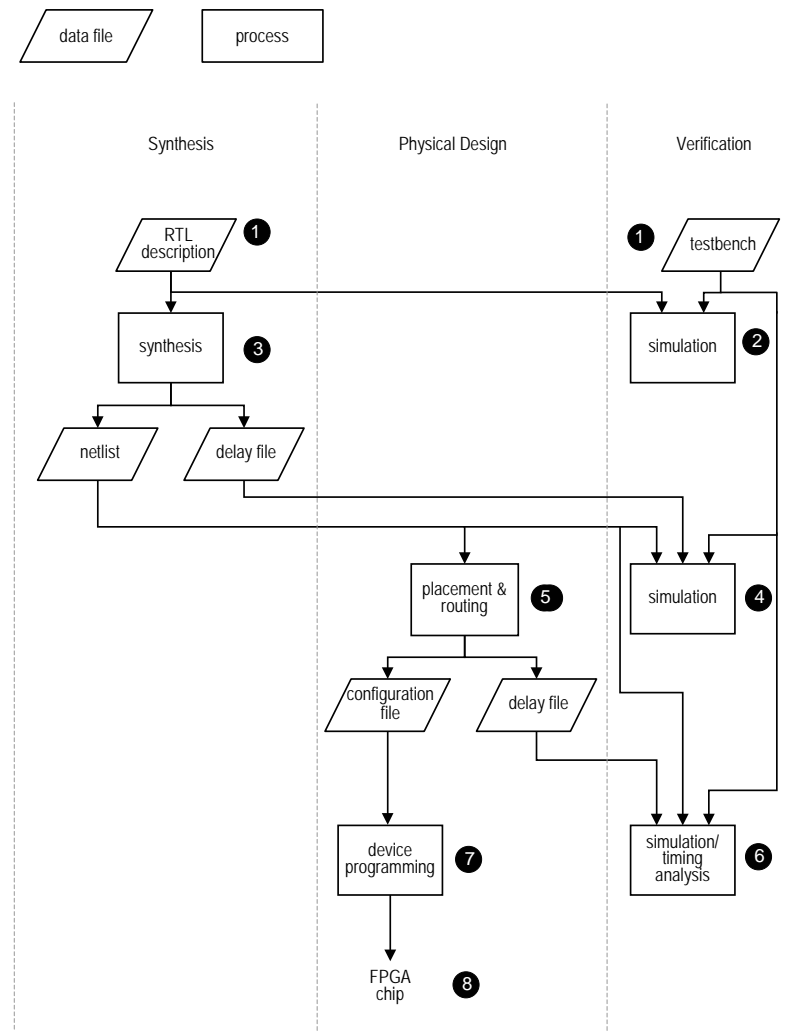 data file
process
Synthesis
Physical Design
Verification
RTL
description
1
1
testbench
synthesis
3
simulation
2
netlist
delay file
placement &
routing
5
simulation
4
configuration
file
delay file
device
programming
7
simulation/
timing
analysis
6
FPGA
chip
8